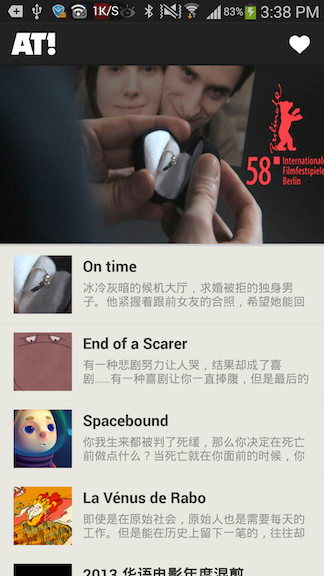 1K/S
83%
3:38 PM
AT!
Berlinale
58
Internationale
Filmfestspiele
Berlin
On time
冰冷灰暗的候机大厅，求婚被拒的独身男
子。他紧握着跟前女友的合照，希望她能回
End of a Scarer
有一种悲剧努力让人哭，结果却成了喜
剧......有一种喜剧让你一直捧腹，但是最后的
Spacebound
你我生来都被判了死缓，那么你决定在死亡
前做点什么？当死亡就在你面前的时候，你
La Vénus de Rabo
即使是在原始社会，原始人也是需要每天的
工作。但是能在历史上留下一笔的，往往却
2013 华语电影年度混剪